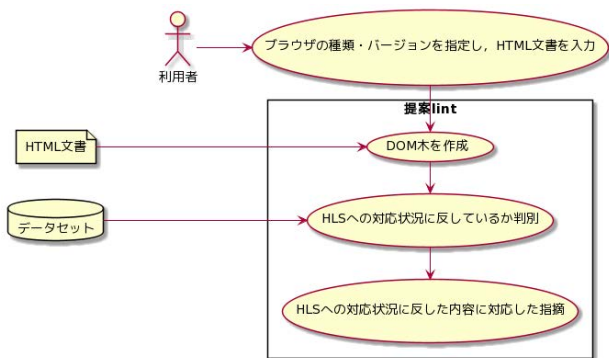 ブラウザの種類・バージョンを指定し，HTML文書を入力
利用者
提案lint
HTML文書
DOM木を作成
データセット
HLSへの対応状況に反しているか判別
HLSへの対応状況に反した内容に対応した指摘